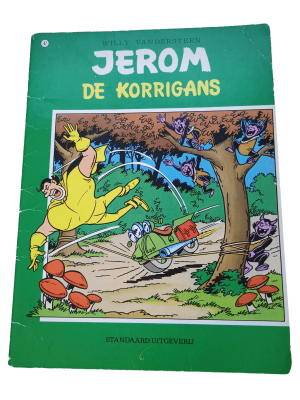 WILLY VANDERSTEEN
JEROM
DE KORRIGANS
STANDAARD UITGEVERIJ